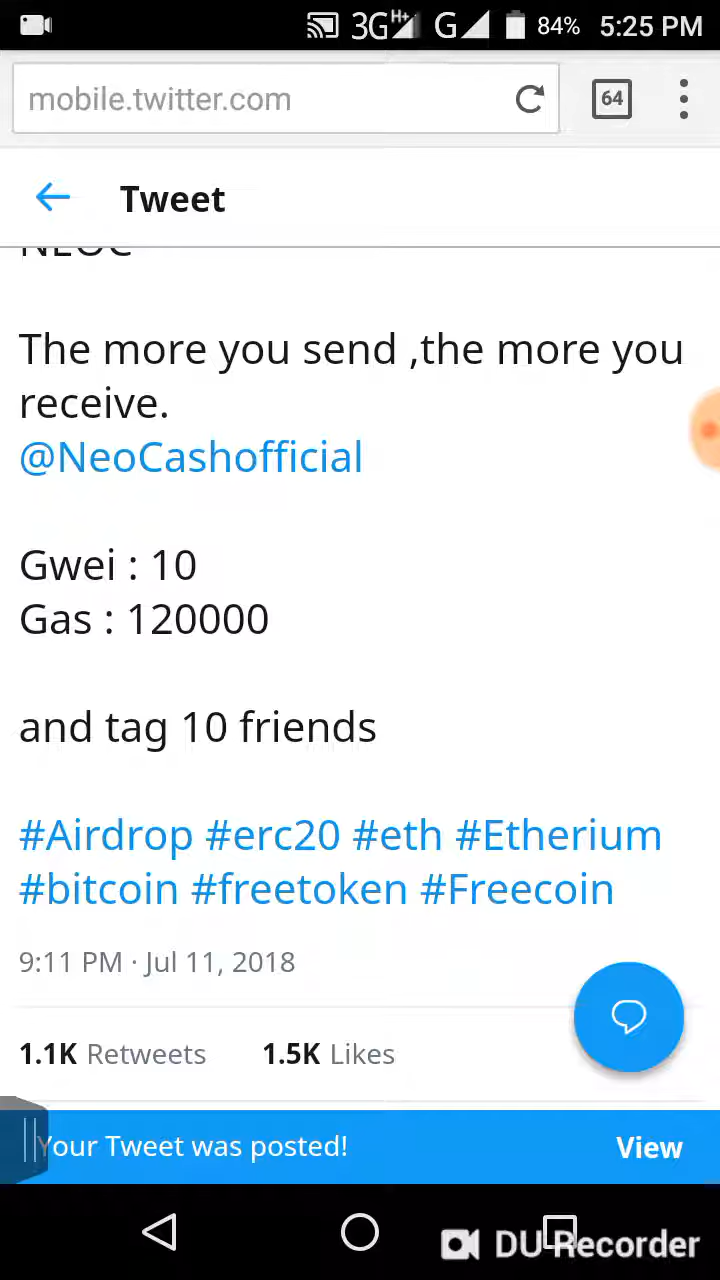 3G H+ G 84% 5:25 PM
mobile.twitter.com 64
Tweet
NEOC
The more you send ,the more you
receive.
@NeoCashofficial
Gwei : 10
Gas : 120000
and tag 10 friends
#Airdrop #erc20 #eth #Etherium
#bitcoin #freetoken #Freecoin
9:11 PM · Jul 11, 2018
1.1K Retweets 1.5K Likes
Your Tweet was posted! View
DU Recorder